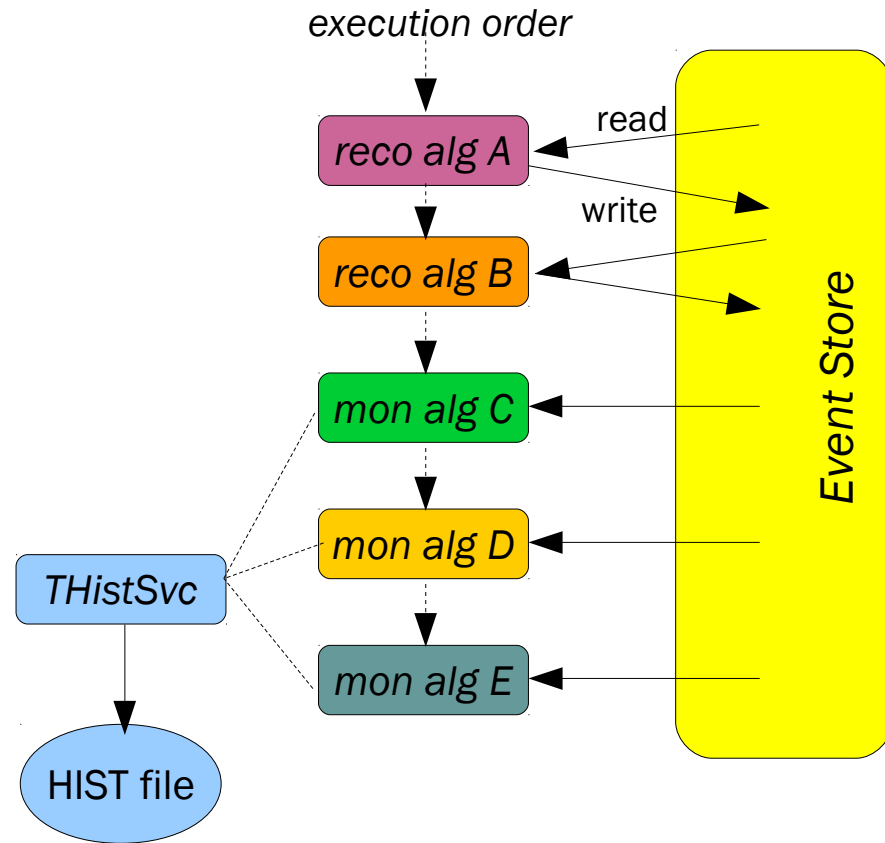 execution order
read
reco alg A
write
reco alg B
mon alg C
Event Store
mon alg D
THistSvc
mon alg E
HIST file